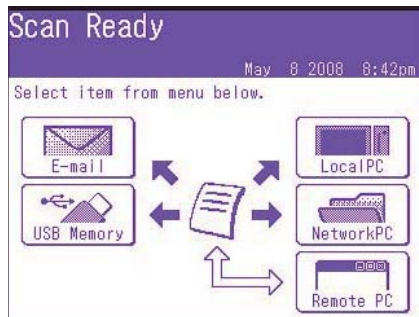 Scan Ready
May 8 2008 8:42pm
Select item from menu below.
E-mail
LocalPC
USB Memory
NetworkPC
Remote PC